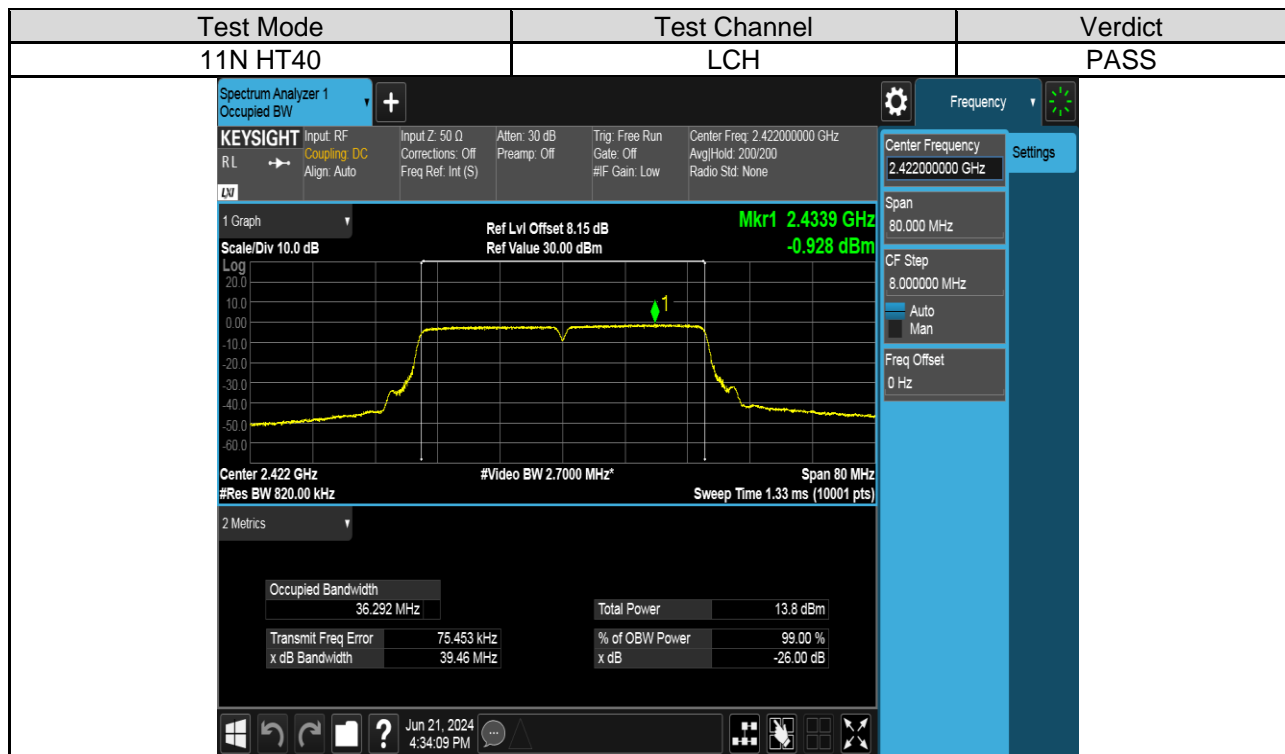 Test Mode Test Channel Verdict
11N HT40 LCH PASS
Spectrum Analyzer 1
Occupied BW
Frequency
KEYSIGHT
RL
LXI
Input: RF
Coupling: DC
Align: Auto
Input Z: 50 Ω
Corrections: Off
Freq Ref: Int (S)
Atten: 30 dB
Preamp: Off
Trig: Free Run
Gate: Off
#IF Gain: Low
Center Freq: 2.422000000 GHz
Avg|Hold: 200/200
Radio Std: None
Center Frequency
2.422000000 GHz
Settings
Span
80.000 MHz
CF Step
8.000000 MHz
Auto
Man
Freq Offset
0 Hz
1 Graph
Scale/Div 10.0 dB
Ref Lvl Offset 8.15 dB
Ref Value 30.00 dBm
Mkr1 2.4339 GHz
-0.928 dBm
Log
20.0
10.0
0.00
-10.0
-20.0
-30.0
-40.0
-50.0
-60.0
1
Center 2.422 GHz
#Video BW 2.7000 MHz*
Span 80 MHz
#Res BW 820.00 kHz
Sweep Time 1.33 ms (10001 pts)
2 Metrics
Occupied Bandwidth
36.292 MHz
Total Power 13.8 dBm
Transmit Freq Error 75.453 kHz
% of OBW Power 99.00 %
x dB Bandwidth 39.46 MHz
x dB -26.00 dB
?
Jun 21, 2024
4:34:09 PM